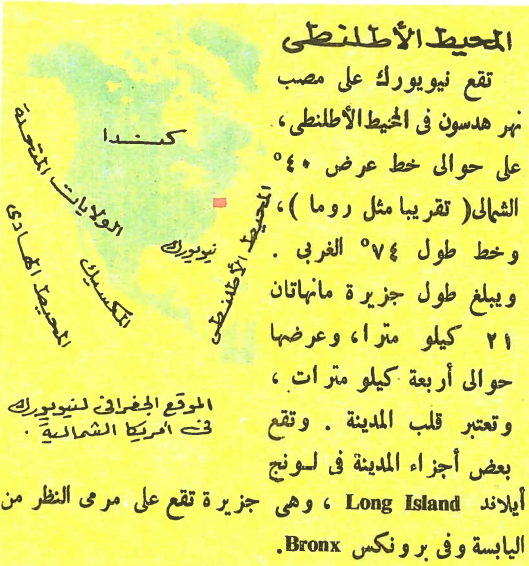 المحيط الأطلنطى
تقع نيويورك على مصب
نهر هدسون فى المحيط الأطلنطى،
على حوالى خط عرض ٤٠°
الشمالى( تقريبا مثل روما )،
وخط طول ٧٤° الغربى .
ويبلغ طول جزيرة مانهاتان
٢١ كيلو مترا، وعرضها
حوالى أربعة كيلو مترات ،
وتعتبر قلب المدينة . وتقع
بعض أجزاء المدينة فى لونج
أيلاند Long Island ، وهى جزيرة تقع على مرمى النظر من
اليابسة وفى برونكس Bronx.
كندا
الولايات المتحدة
نيويورك
المحيط الأطلنطى
المكسيك
المحيط الهادى
الموقع الجغرافى لنيويورك
فى أمريكا الشمالية .